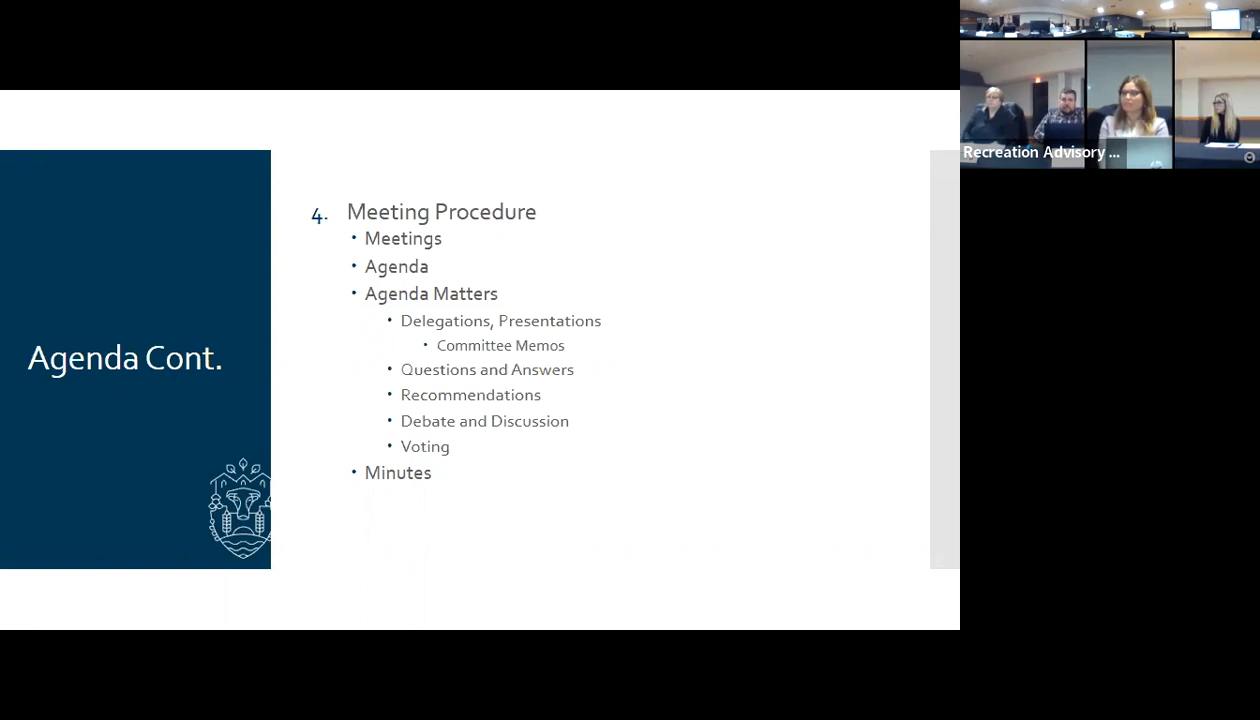 Agenda Cont.
4. Meeting Procedure
• Meetings
• Agenda
• Agenda Matters
• Delegations, Presentations
• Committee Memos
• Questions and Answers
• Recommendations
• Debate and Discussion
• Voting
• Minutes
Recreation Advisory ...